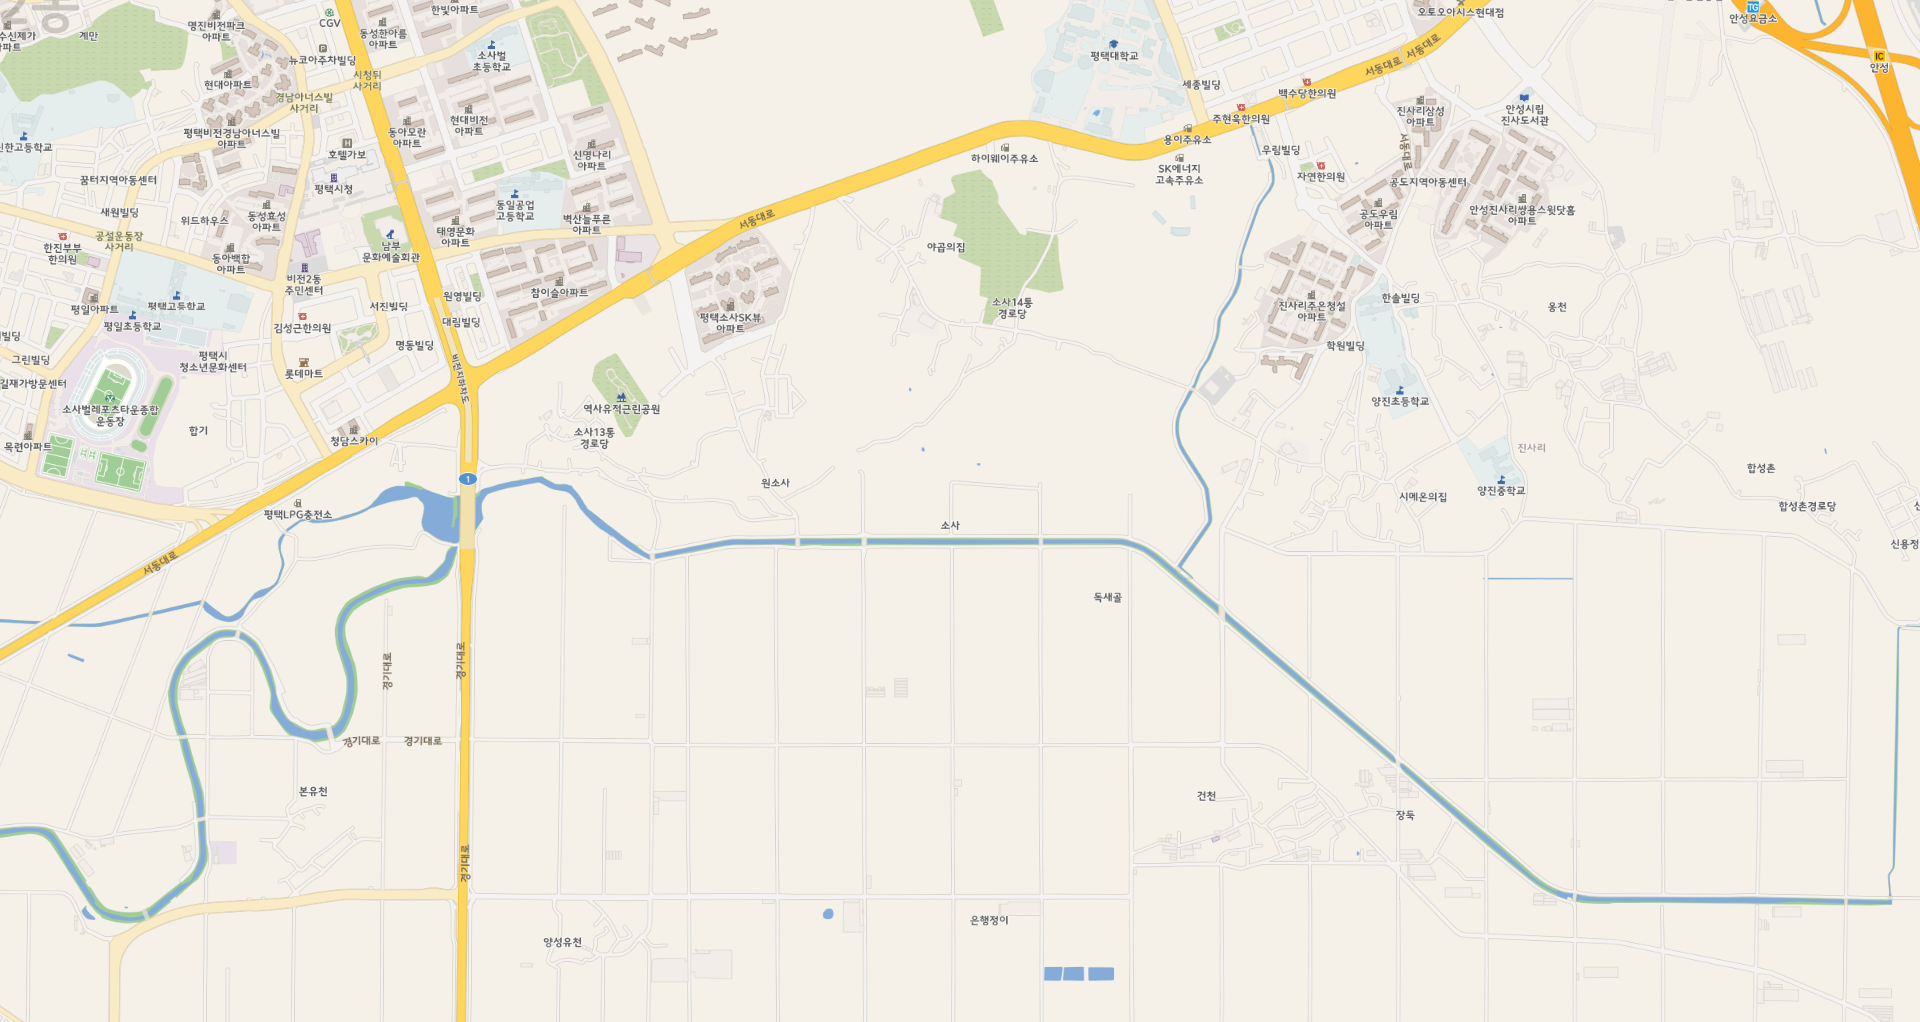 계만
명진비전파크
아파트
CGV
동성한아름
아파트
한빛아파트
뉴코아주차빌딩
소사벌
초등학교
시청뒤
사거리
현대아파트
경남아너스빌
사거리
평택비전경남아너스빌
아파트
동아모란
아파트
현대비전
아파트
호텔가보
신명나리
아파트
꿈터지역아동센터
평택시청
새원빌딩
위드하우스
동성효성
아파트
동일공업
고등학교
벽산늘푸른
아파트
태영문화
아파트
공설운동장
사거리
한진부부
한의원
남부
문화예술회관
동아백합
아파트
비전2동
주민센터
참이슬아파트
원영빌딩
서진빌딩
대림빌딩
평일아파트
평택고등학교
평일초등학교
김성근한의원
명동빌딩
평택소사SK뷰
아파트
그린빌딩
평택시
청소년문화센터
롯데마트
비전지하차도
길재가방문센터
소사벌레포츠타운종합
운동장
합기
목련아파트
청담스카이
역사유적근린공원
소사13통
경로당
평택LPG충전소
1
원소사
소사
서동대로
서동대로
서동대로
서동대로
서동대로
하이웨이주유소
야곱의집
소사14통
경로당
평택대학교
세종빌딩
백수당한의원
주현옥한의원
용이주유소
SK에너지
고속주유소
우림빌딩
자연한의원
오토오아시스현대점
TG
안성요금소
IC
안성
진사리삼성
아파트
안성시립
진사도서관
공도지역아동센터
공도우림
아파트
안성진사리쌍용스윗닷홈
아파트
진사리주은청설
아파트
한솔빌딩
학원빌딩
웅천
양진초등학교
진사리
양진중학교
시메온의집
합성촌
합성촌경로당
독새골
경기대로
경기대로
경기대로
경기대로
경기대로
본유천
건천
장둑
양성유천
은행정이